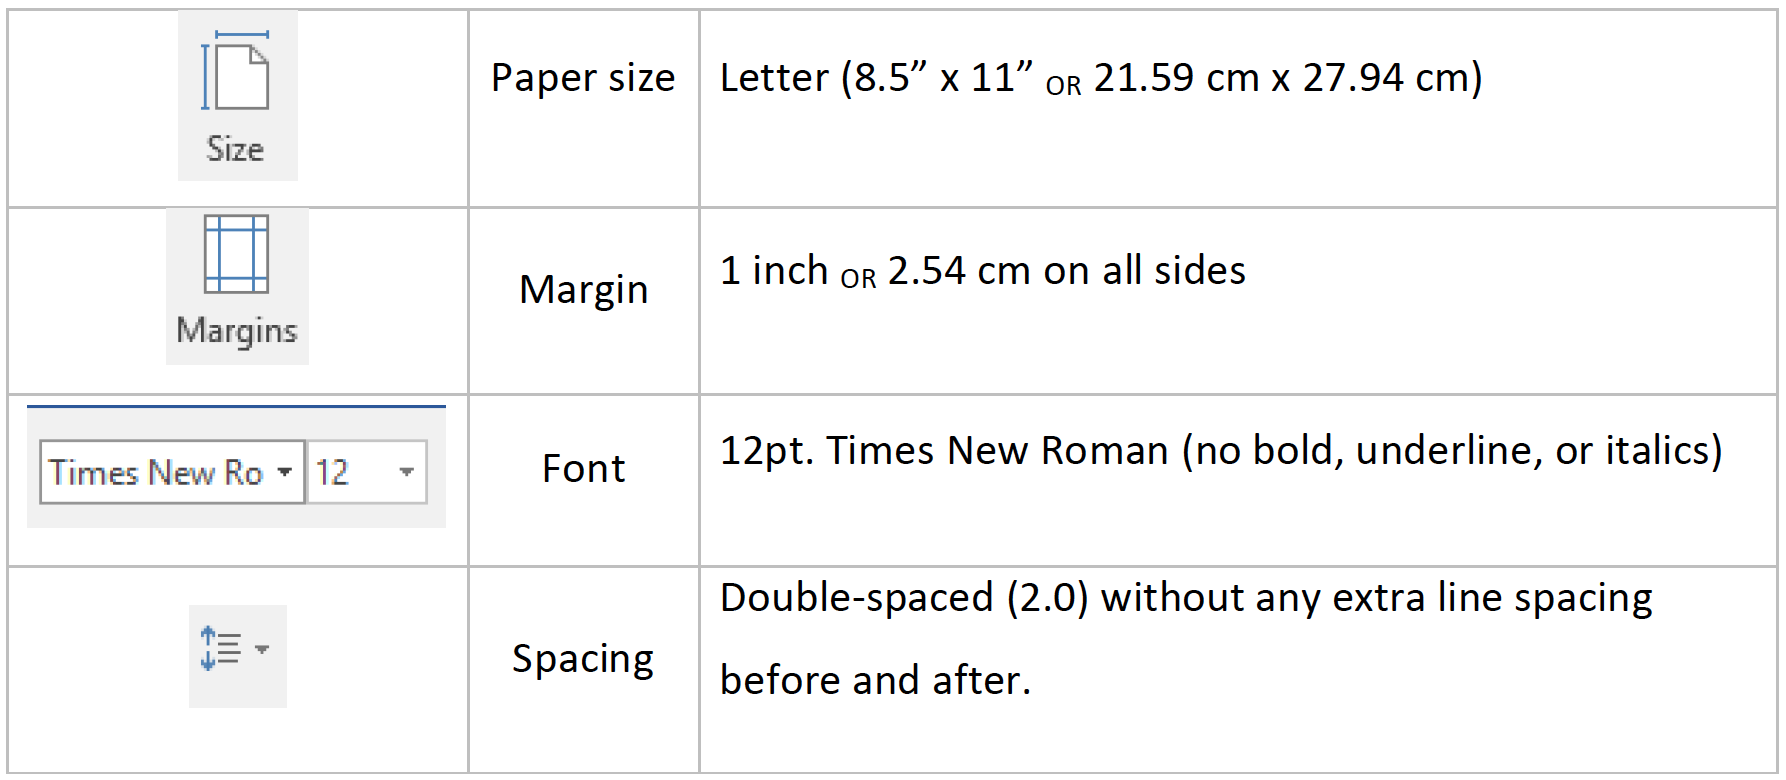 Size
Paper size
Letter (8.5” x 11” OR 21.59 cm x 27.94 cm)
Margins
Margin
1 inch OR 2.54 cm on all sides
Times New Ro 12
Font
12pt. Times New Roman (no bold, underline, or italics)
Spacing
Double-spaced (2.0) without any extra line spacing
before and after.